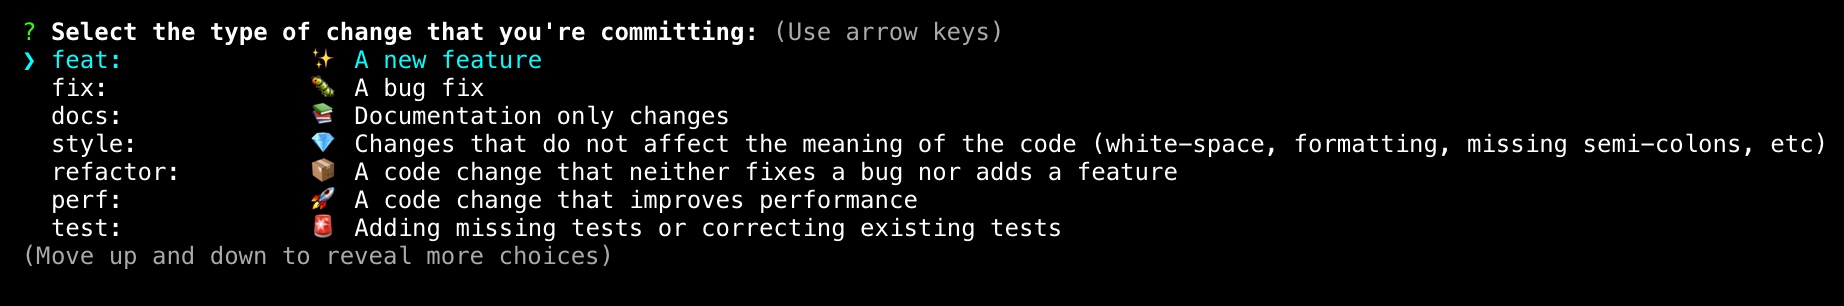 ? Select the type of change that you're committing: (Use arrow keys)
❯ feat: ✨ A new feature
fix: 🐛 A bug fix
docs: 📚 Documentation only changes
style: 💎 Changes that do not affect the meaning of the code (white-space, formatting, missing semi-colons, etc)
refactor: 📦 A code change that neither fixes a bug nor adds a feature
perf: 🚀 A code change that improves performance
test: 🚨 Adding missing tests or correcting existing tests
(Move up and down to reveal more choices)